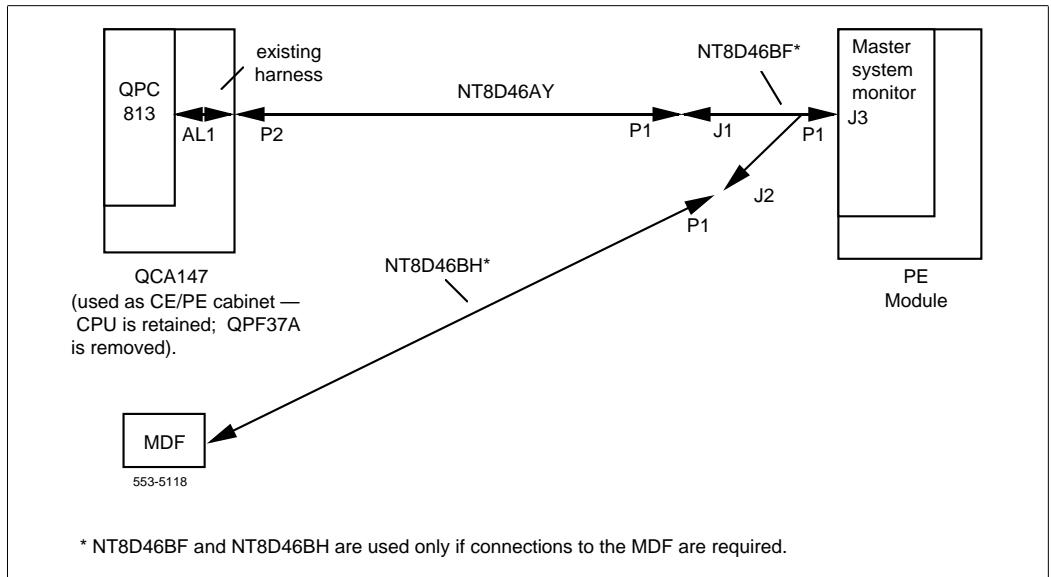 existing
harness
NT8D46BF*
Master
system
monitor
J3
QPC
813
NT8D46AY
AL1
P2
P1
J1
P1
J2
P1
NT8D46BH*
QCA147
(used as CE/PE cabinet —
CPU is retained; QPF37A
is removed).
PE
Module
MDF
553-5118
* NT8D46BF and NT8D46BH are used only if connections to the MDF are required.